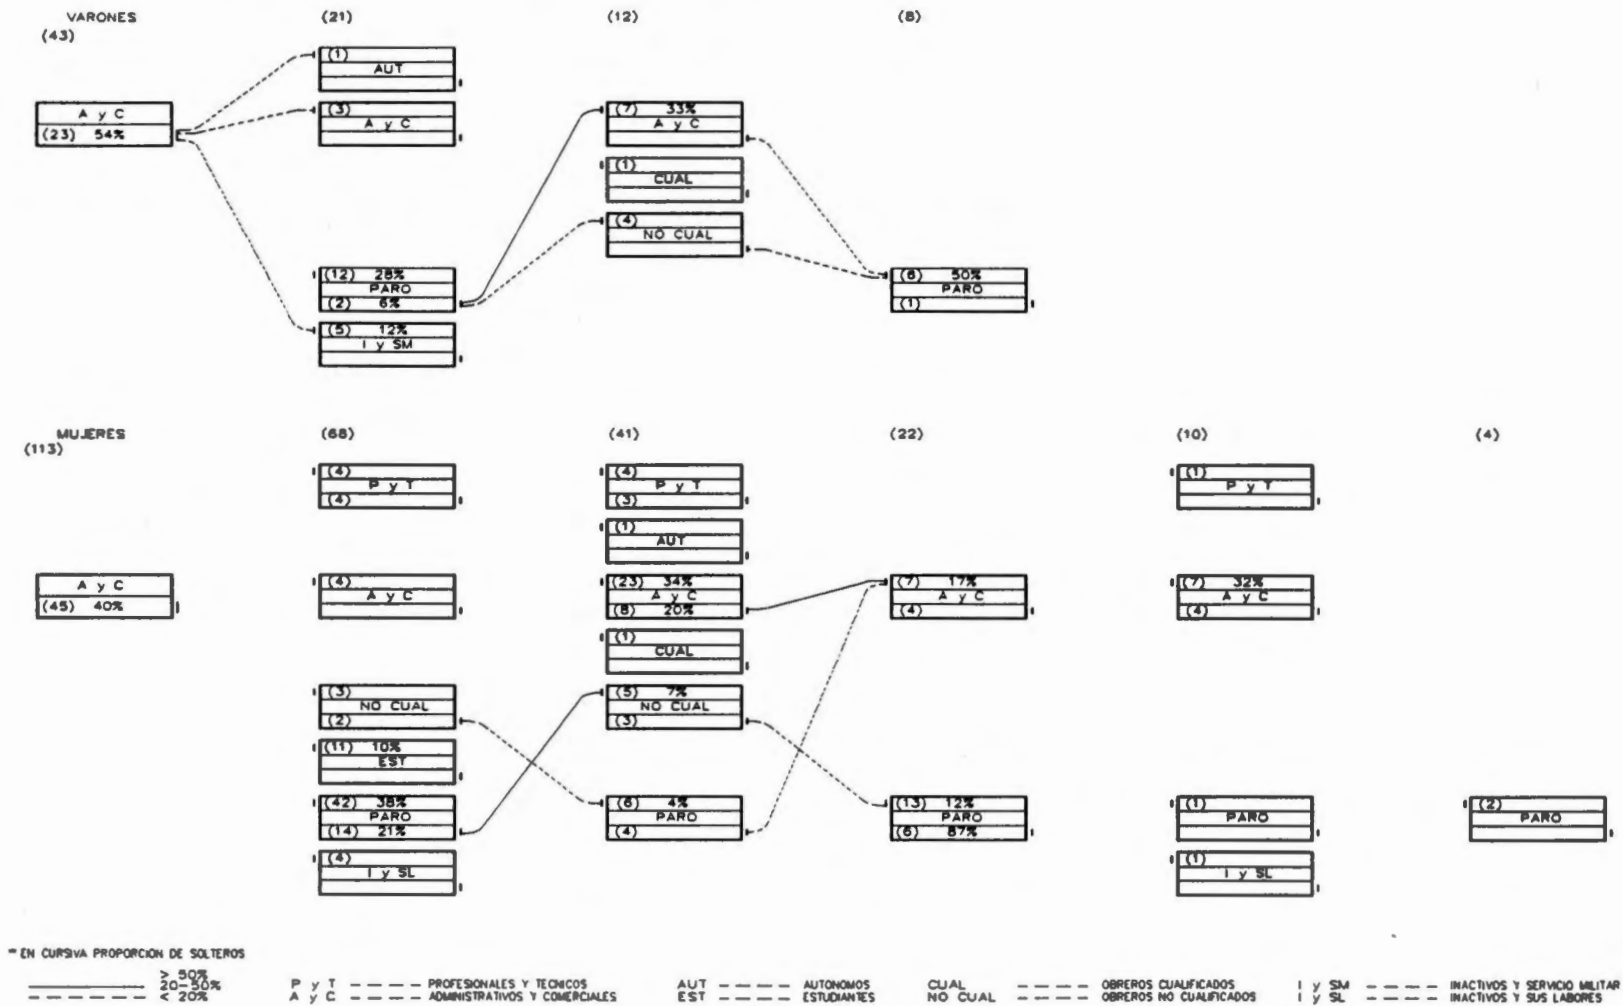 VARONES (21) (12) (8)
(43)
(1)
AUT
A y C (3) (7) 33%
(23) 54% A y C A y C
(1)
CUAL
(4)
NO CUAL
(12) 28% (6) 50%
PARO PARO
(2) 6% (1)
(5) 12%
I y SM
MUJERES (68) (41) (22) (10) (4)
(113)
(4) (4) (1)
P y T P y T P y T
(4) (3)
(1)
AUT
A y C (4) (23) 34% (7) 17% (7) 32%
(45) 40% A y C A y C A y C A y C
(8) 20% (4) (4)
(1)
CUAL
(3) (5) 7%
NO CUAL NO CUAL
(2) (3)
(11) 10%
EST
(42) 38% (6) 4% (13) 12% (1) (2)
PARO PARO PARO PARO PARO
(14) 21% (4) (6) 87%
(4) (1)
I y SL I y SL
** EN CURSIVA PROPORCION DE SOLTEROS
> 50%
20-50% P y T PROFESIONALES Y TECNICOS AUT AUTONOMOS CUAL OBREROS CUALIFICADOS I y SM INACTIVOS Y SERVICIO MILITAR
< 20% A y C ADMINISTRATIVOS Y COMERCIALES EST ESTUDIANTES NO CUAL OBREROS NO CUALIFICADOS I y SL INACTIVOS Y SUS LABORES